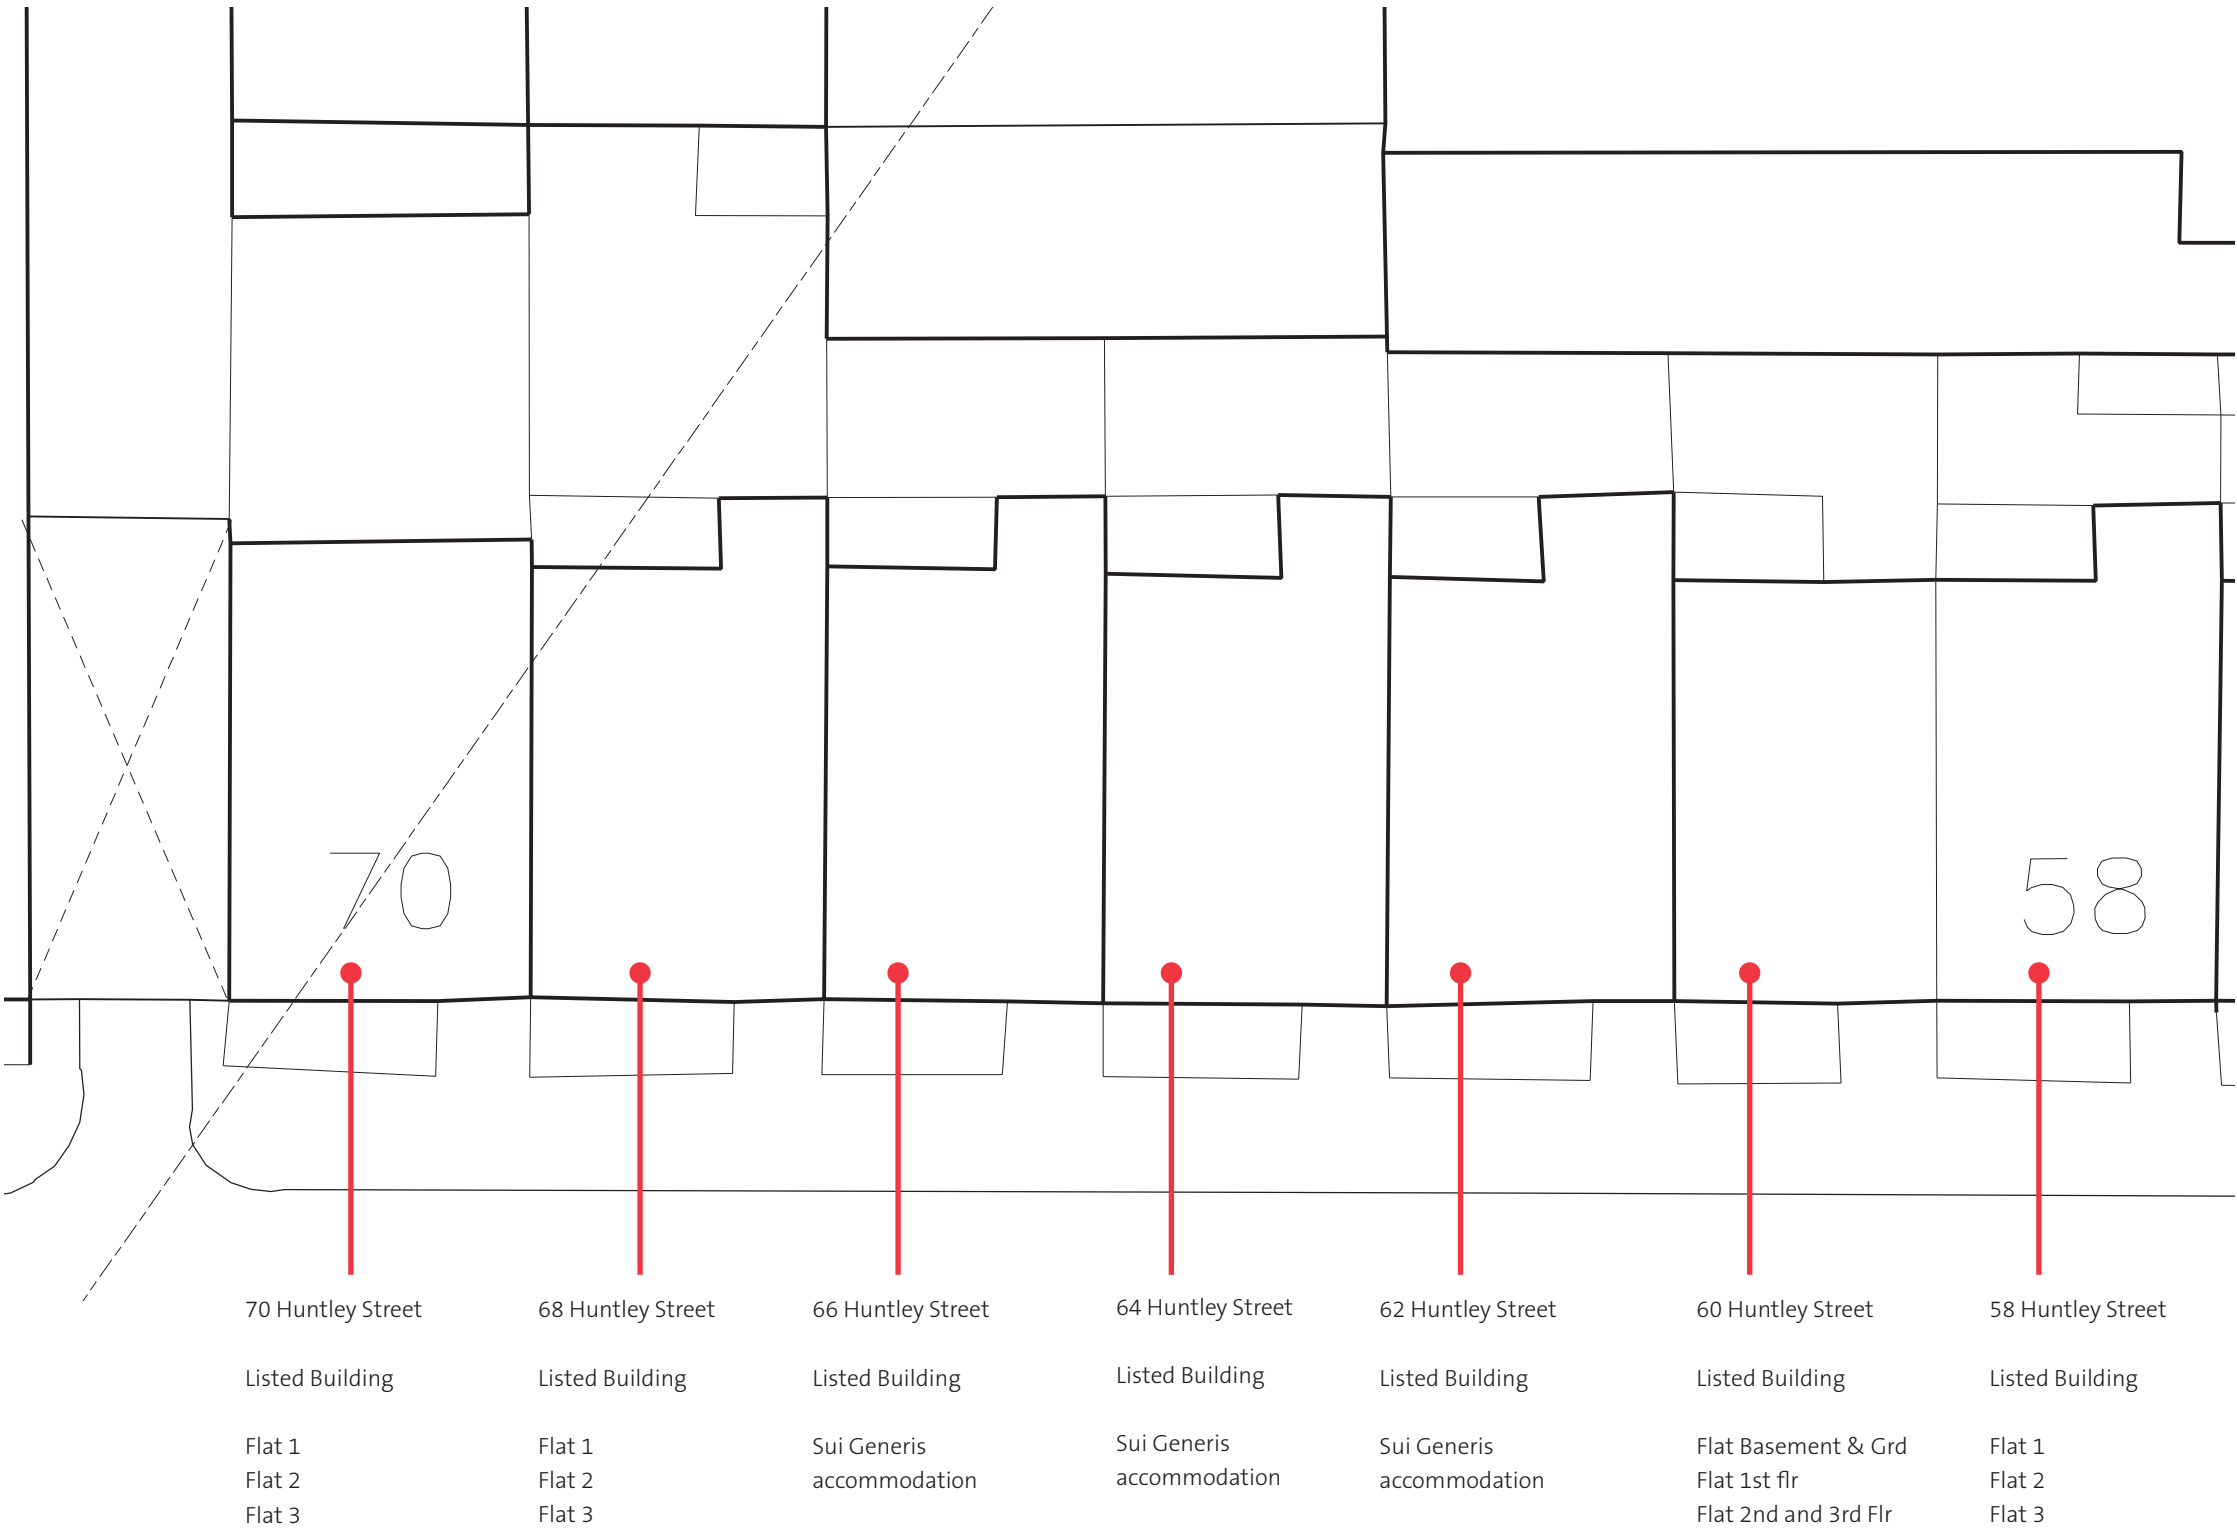 70
58
70 Huntley Street
Listed Building
Flat 1
Flat 2
Flat 3
68 Huntley Street
Listed Building
Flat 1
Flat 2
Flat 3
66 Huntley Street
Listed Building
Sui Generis
accommodation
64 Huntley Street
Listed Building
Sui Generis
accommodation
62 Huntley Street
Listed Building
Sui Generis
accommodation
60 Huntley Street
Listed Building
Flat Basement & Grd
Flat 1st flr
Flat 2nd and 3rd Flr
58 Huntley Street
Listed Building
Flat 1
Flat 2
Flat 3